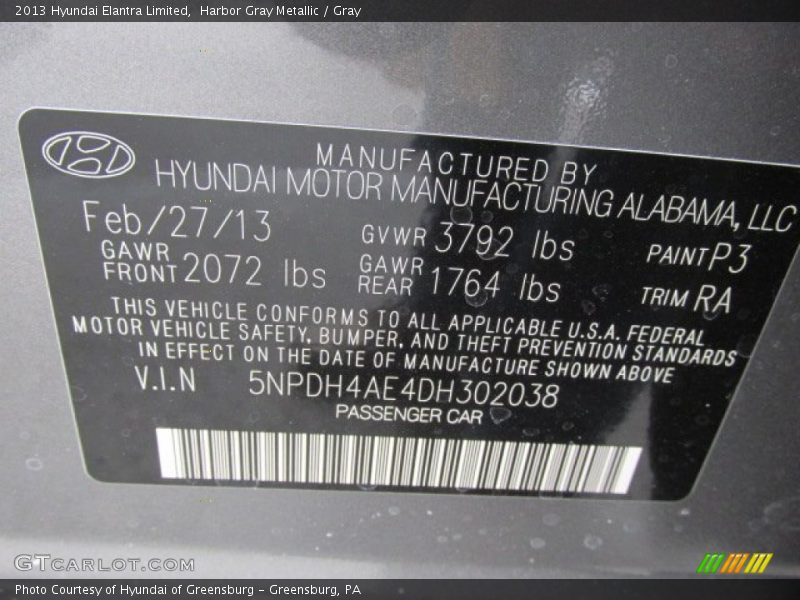 2013 Hyundai Elantra Limited, Harbor Gray Metallic / Gray
MANUFACTURED BY
HYUNDAI MOTOR MANUFACTURING ALABAMA, LLC
Feb/27/13 GVWR 3792 lbs PAINT P3
GAWR FRONT 2072 lbs GAWR REAR 1764 lbs TRIM RA
THIS VEHICLE CONFORMS TO ALL APPLICABLE U.S.A. FEDERAL
MOTOR VEHICLE SAFETY, BUMPER, AND THEFT PREVENTION STANDARDS
IN EFFECT ON THE DATE OF MANUFACTURE SHOWN ABOVE
V.I.N 5NPDH4AE4DH302038
PASSENGER CAR
GTCARLOT.COM
Photo Courtesy of Hyundai of Greensburg - Greensburg, PA